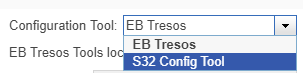 Configuration Tool: EB Tresos
EB Tresos
EB Tresos Tools loc
S32 Config Tool